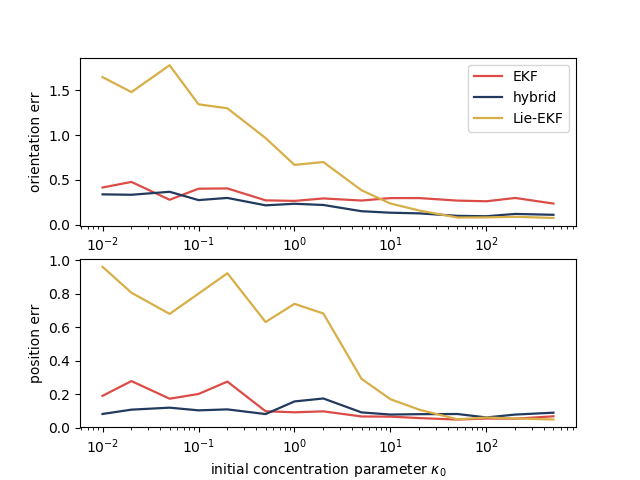 orientation err
1.5
1.0
0.5
0.0
EKF
hybrid
Lie-EKF
10⁻² 10⁻¹ 10⁰ 10¹ 10²
position err
1.0
0.8
0.6
0.4
0.2
0.0
10⁻² 10⁻¹ 10⁰ 10¹ 10²
initial concentration parameter κ₀